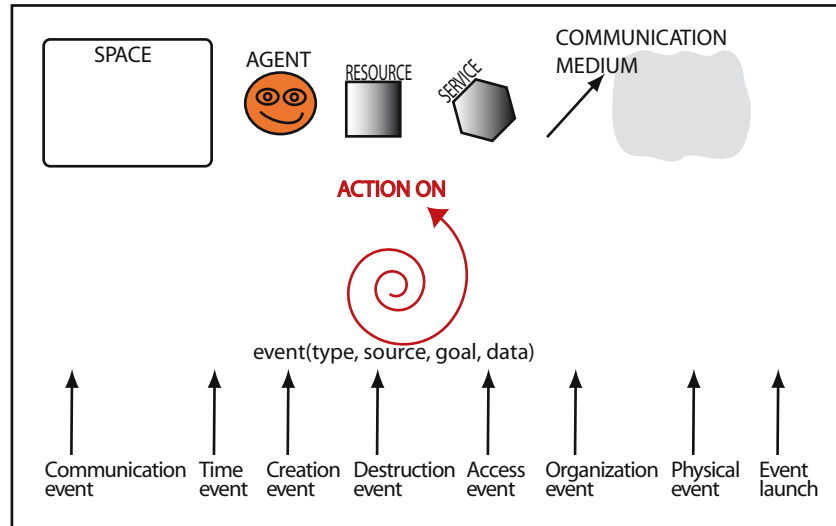 SPACE
AGENT
RESOURCE
SERVICE
COMMUNICATION
MEDIUM
ACTION ON
event(type, source, goal, data)
Communication
event
Time
event
Creation
event
Destruction
event
Access
event
Organization
event
Physical
event
Event
launch